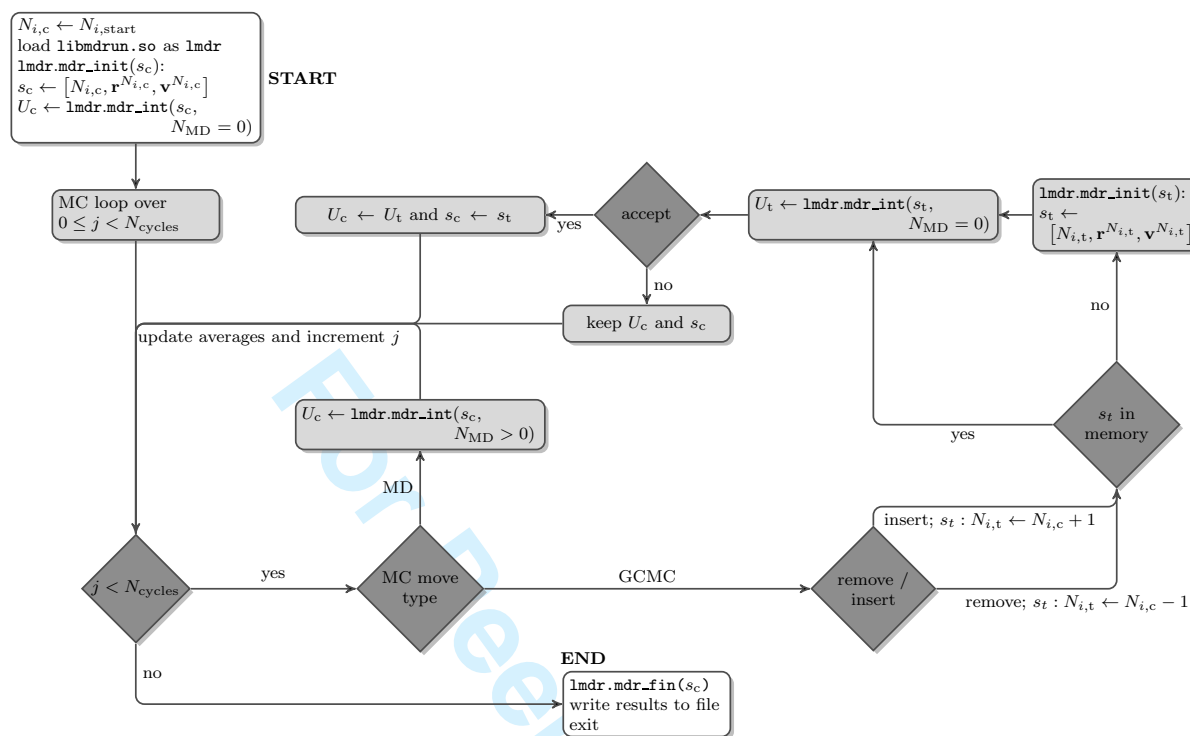 N_{i,c} ← N_{i,start}
load libmdrun.so as lmdr
lmdr.mdr_init(s_c):
s_c ← [N_{i,c}, r^{N_{i,c}}, v^{N_{i,c}}]
U_c ← lmdr.mdr_int(s_c,
N_MD = 0)
START
MC loop over
0 ≤ j < N_cycles
U_c ← U_t and s_c ← s_t
yes
accept
no
keep U_c and s_c
U_t ← lmdr.mdr_int(s_t,
N_MD = 0)
lmdr.mdr_init(s_t):
s_t ←
[N_{i,t}, r^{N_{i,t}}, v^{N_{i,t}}]
no
update averages and increment j
U_c ← lmdr.mdr_int(s_c,
N_MD > 0)
MD
yes
s_t in
memory
insert; s_t : N_{i,t} ← N_{i,c} + 1
j < N_cycles
yes
MC move
type
GCMC
remove /
insert
remove; s_t : N_{i,t} ← N_{i,c} − 1
no
END
lmdr.mdr_fin(s_c)
write results to file
exit
For Peer